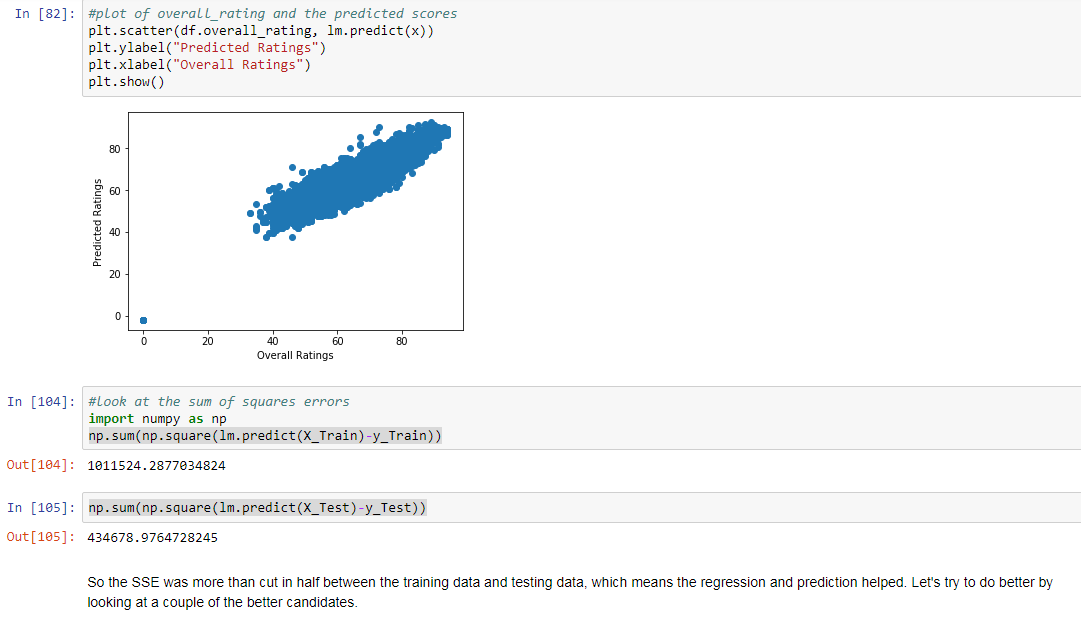 In [82]: #plot of overall_rating and the predicted scores
plt.scatter(df.overall_rating, lm.predict(x))
plt.ylabel("Predicted Ratings")
plt.xlabel("Overall Ratings")
plt.show()
Predicted Ratings
80
60
40
20
0
0 20 40 60 80
Overall Ratings
In [104]: #look at the sum of squares errors
import numpy as np
np.sum(np.square(lm.predict(X_Train)-y_Train))
Out[104]: 1011524.2877034824
In [105]: np.sum(np.square(lm.predict(X_Test)-y_Test))
Out[105]: 434678.9764728245
So the SSE was more than cut in half between the training data and testing data, which means the regression and prediction helped. Let's try to do better by
looking at a couple of the better candidates.